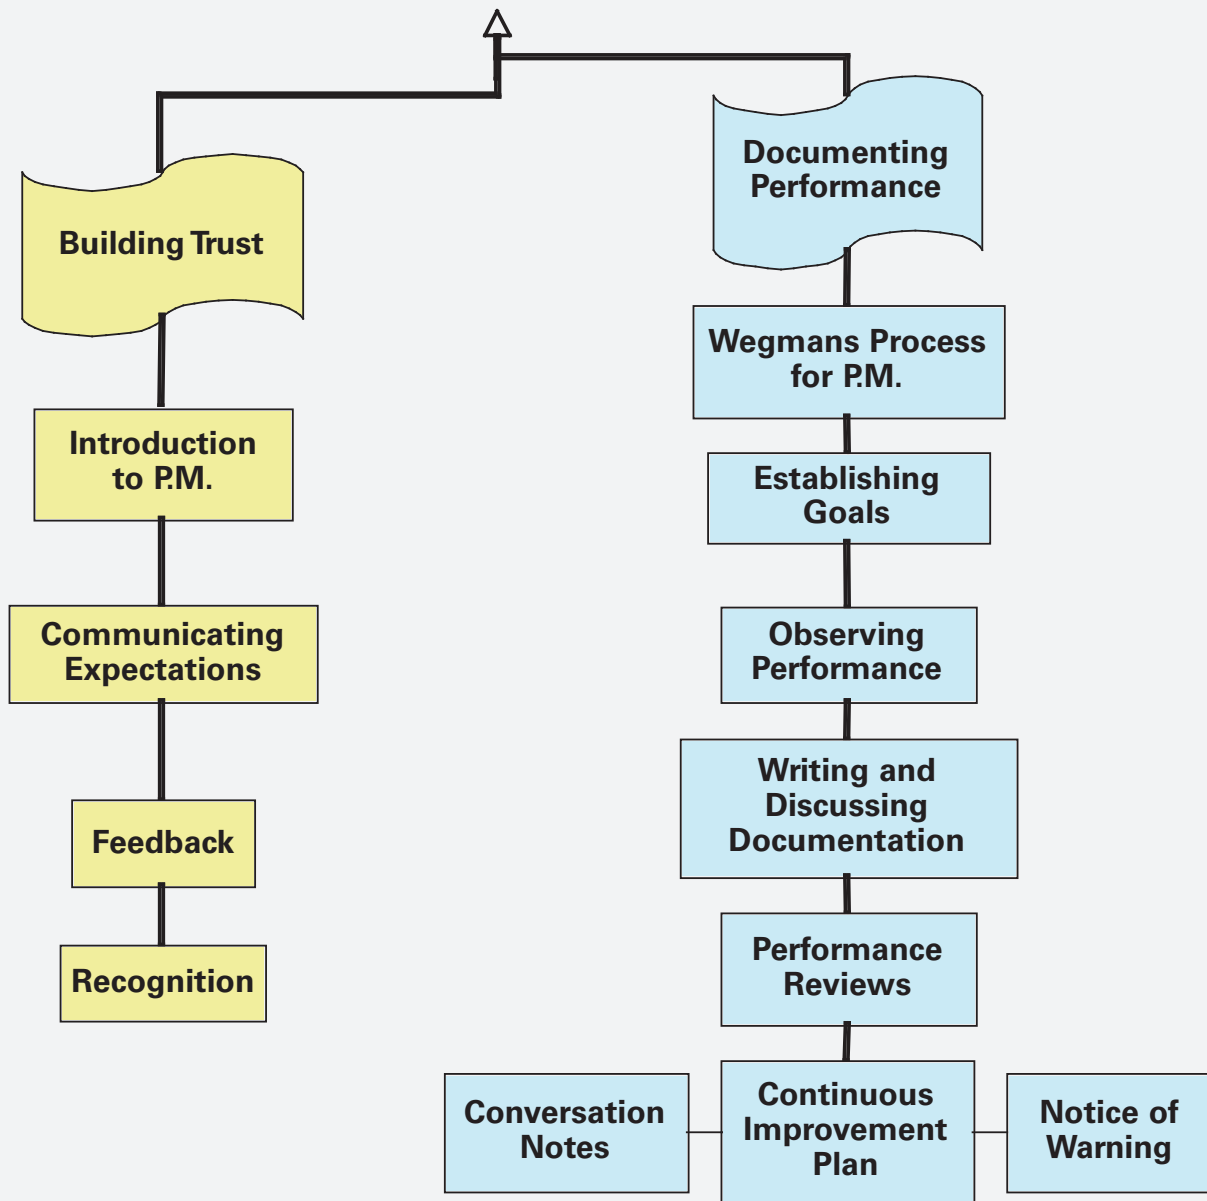 Building Trust
Introduction
to P.M.
Communicating
Expectations
Feedback
Recognition
Documenting
Performance
Wegmans Process
for P.M.
Establishing
Goals
Observing
Performance
Writing and
Discussing
Documentation
Performance
Reviews
Conversation
Notes
Continuous
Improvement
Plan
Notice of
Warning